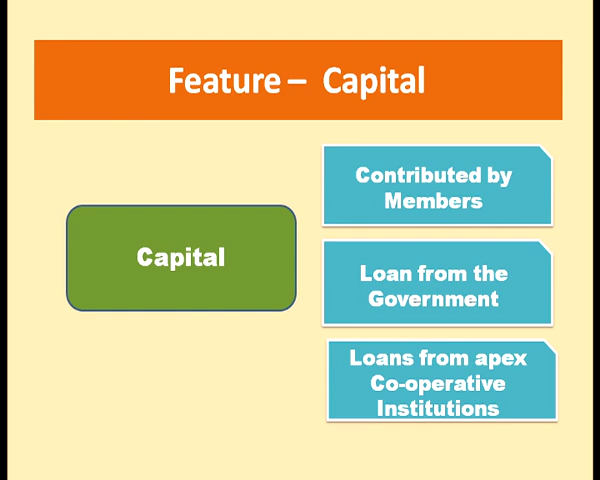 Feature – Capital
Capital
Contributed by
Members
Loan from the
Government
Loans from apex
Co-operative
Institutions